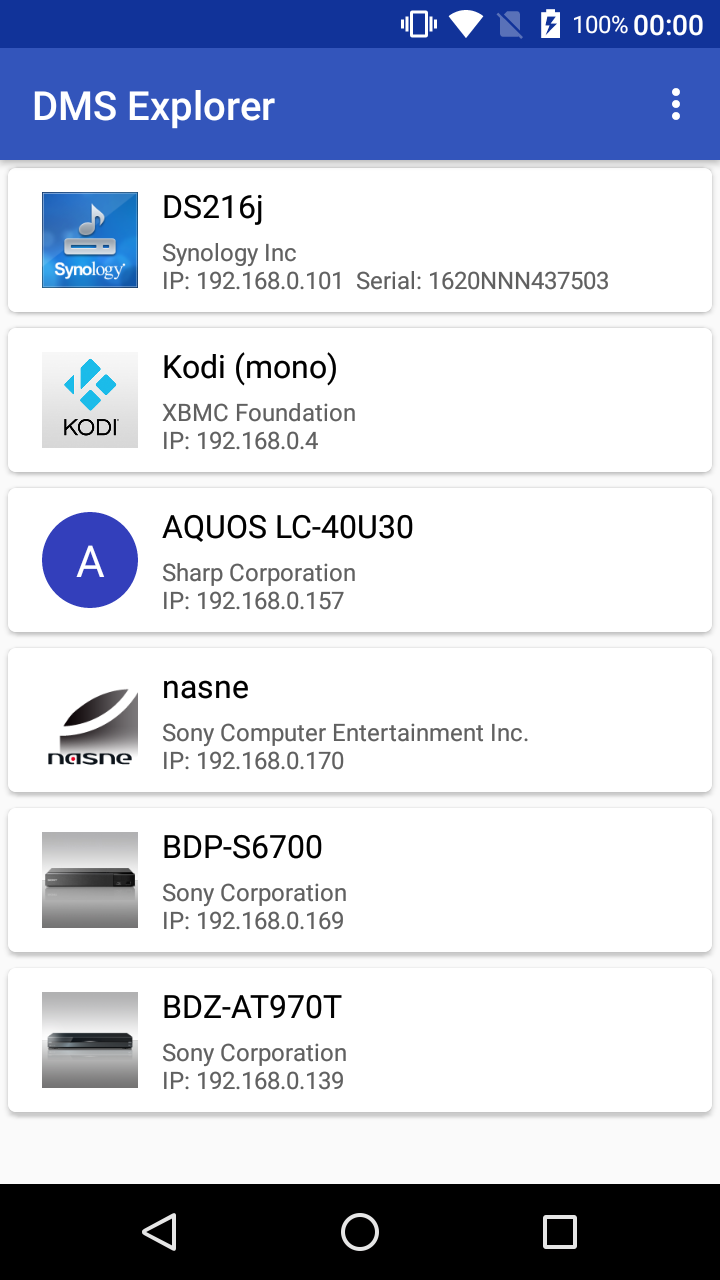 100% 00:00
DMS Explorer
DS216j
Synology
Synology Inc
IP: 192.168.0.101 Serial: 1620NNN437503
Kodi (mono)
KODI
XBMC Foundation
IP: 192.168.0.4
AQUOS LC-40U30
A
Sharp Corporation
IP: 192.168.0.157
nasne
nasne
Sony Computer Entertainment Inc.
IP: 192.168.0.170
BDP-S6700
Sony Corporation
IP: 192.168.0.169
BDZ-AT970T
Sony Corporation
IP: 192.168.0.139